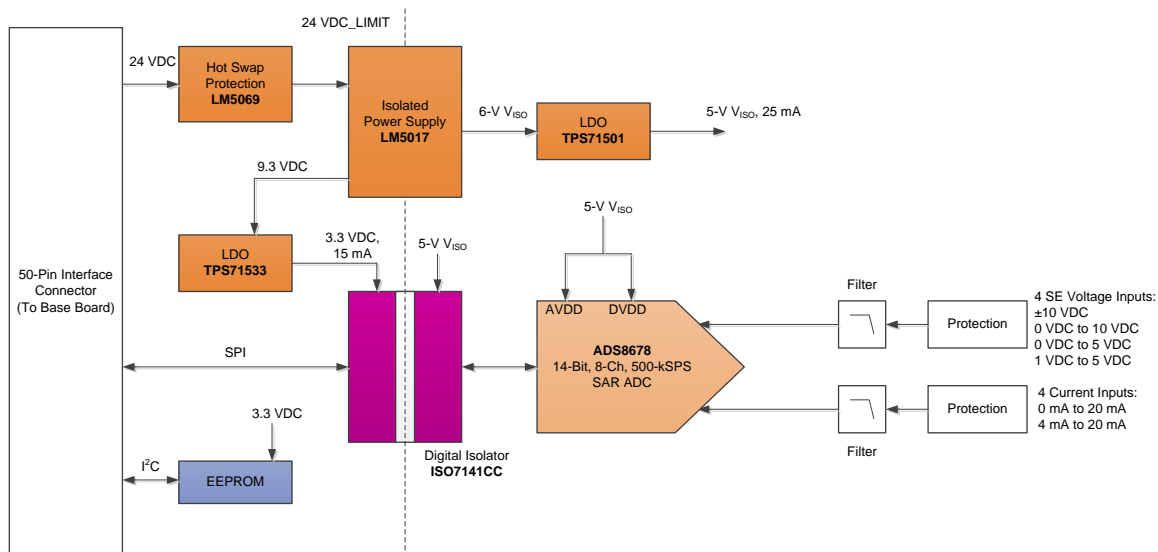 24 VDC_LIMIT
24 VDC
Hot Swap
Protection
LM5069
Isolated
Power Supply
LM5017
6-V VISO
LDO
TPS71501
5-V VISO, 25 mA
9.3 VDC
LDO
TPS71533
3.3 VDC,
15 mA
5-V VISO
5-V VISO
50-Pin Interface
Connector
(To Base Board)
AVDD
DVDD
ADS8678
14-Bit, 8-Ch, 500-kSPS
SAR ADC
Filter
Protection
4 SE Voltage Inputs:
±10 VDC
0 VDC to 10 VDC
0 VDC to 5 VDC
1 VDC to 5 VDC
SPI
Filter
Protection
4 Current Inputs:
0 mA to 20 mA
4 mA to 20 mA
3.3 VDC
Digital Isolator
ISO7141CC
I²C
EEPROM